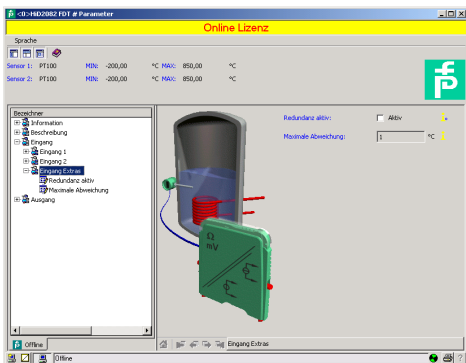 <0:>HiD2082 FDT # Parameter
Online Lizenz
Sprache
Sensor 1: PT100 MIN: -200,00 °C MAX: 850,00 °C
Sensor 2: PT100 MIN: -200,00 °C MAX: 850,00 °C
Bezeichner
Information
Beschreibung
Eingang
Eingang 1
Eingang 2
Eingang Extras
Redundanz aktiv
Maximale Abweichung
Ausgang
Redundanz aktiv: Aktiv
Maximale Abweichung: 1 °C
Ω
mV
Offline
Eingang Extras
Offline